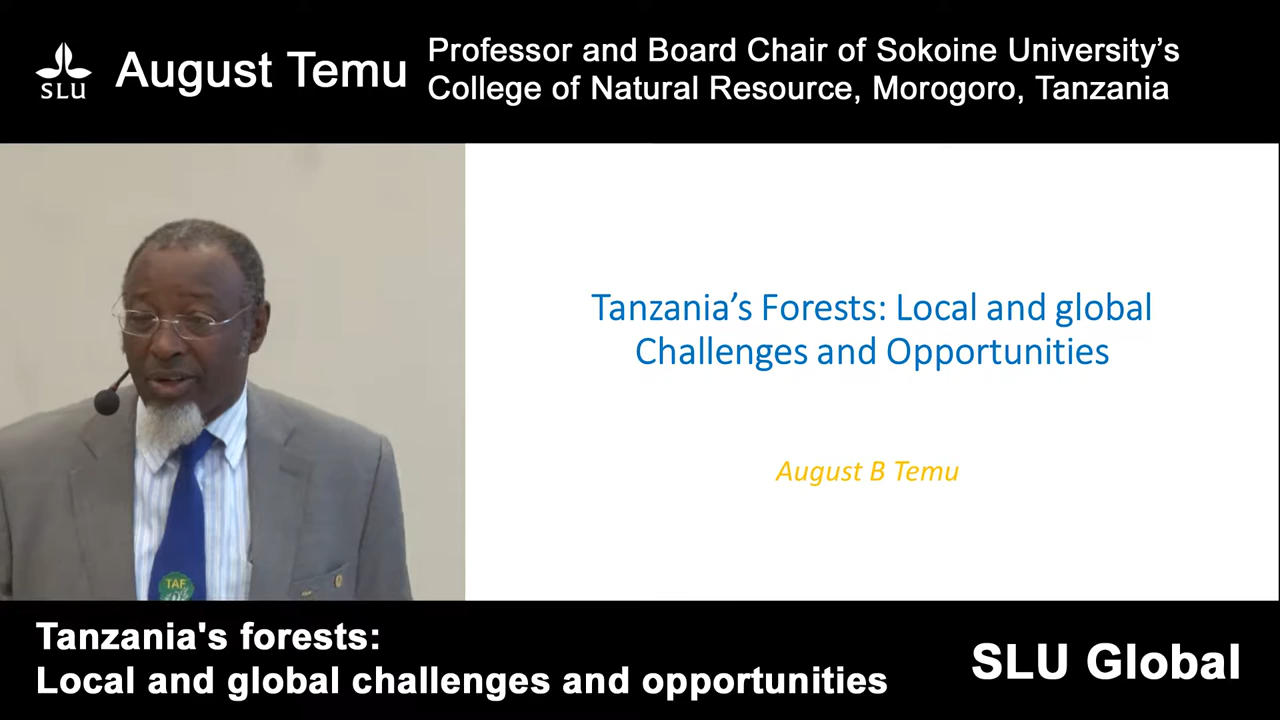 SLU
August Temu
Professor and Board Chair of Sokoine University's
College of Natural Resource, Morogoro, Tanzania
Tanzania's Forests: Local and global
Challenges and Opportunities
August B Temu
TAF
Tanzania's forests:
Local and global challenges and opportunities
SLU Global